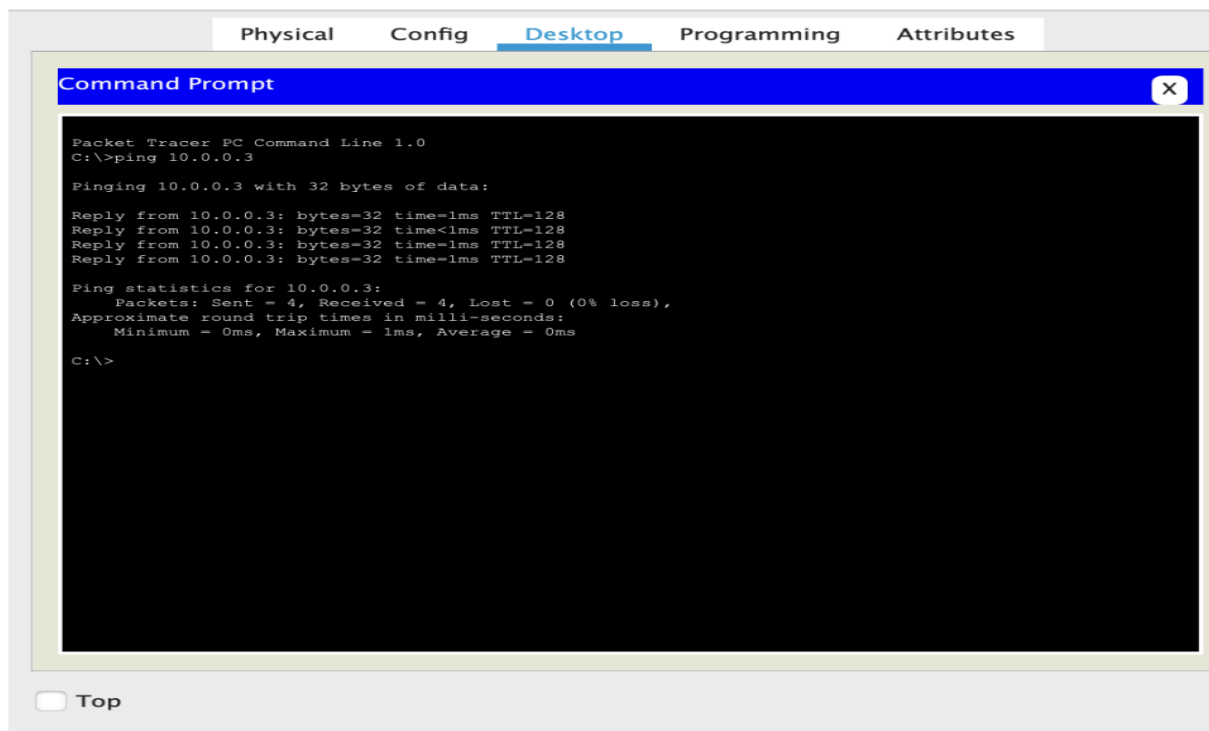 Physical Config Desktop Programming Attributes
Command Prompt
X
Packet Tracer PC Command Line 1.0
C:\>ping 10.0.0.3
Pinging 10.0.0.3 with 32 bytes of data:
Reply from 10.0.0.3: bytes=32 time=1ms TTL=128
Reply from 10.0.0.3: bytes=32 time<1ms TTL=128
Reply from 10.0.0.3: bytes=32 time=1ms TTL=128
Reply from 10.0.0.3: bytes=32 time=1ms TTL=128
Ping statistics for 10.0.0.3:
Packets: Sent = 4, Received = 4, Lost = 0 (0% loss),
Approximate round trip times in milli-seconds:
Minimum = 0ms, Maximum = 1ms, Average = 0ms
C:\>
Top